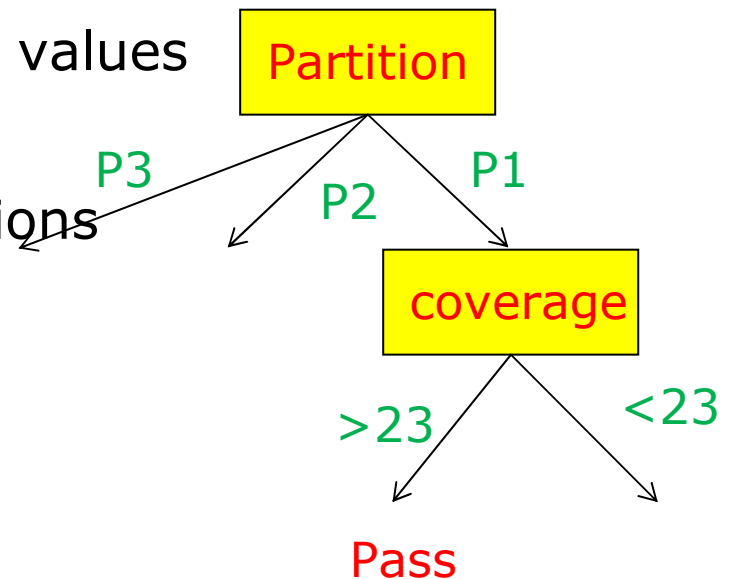 values
Partition
P3
P2
P1
ions
coverage
>23
<23
Pass